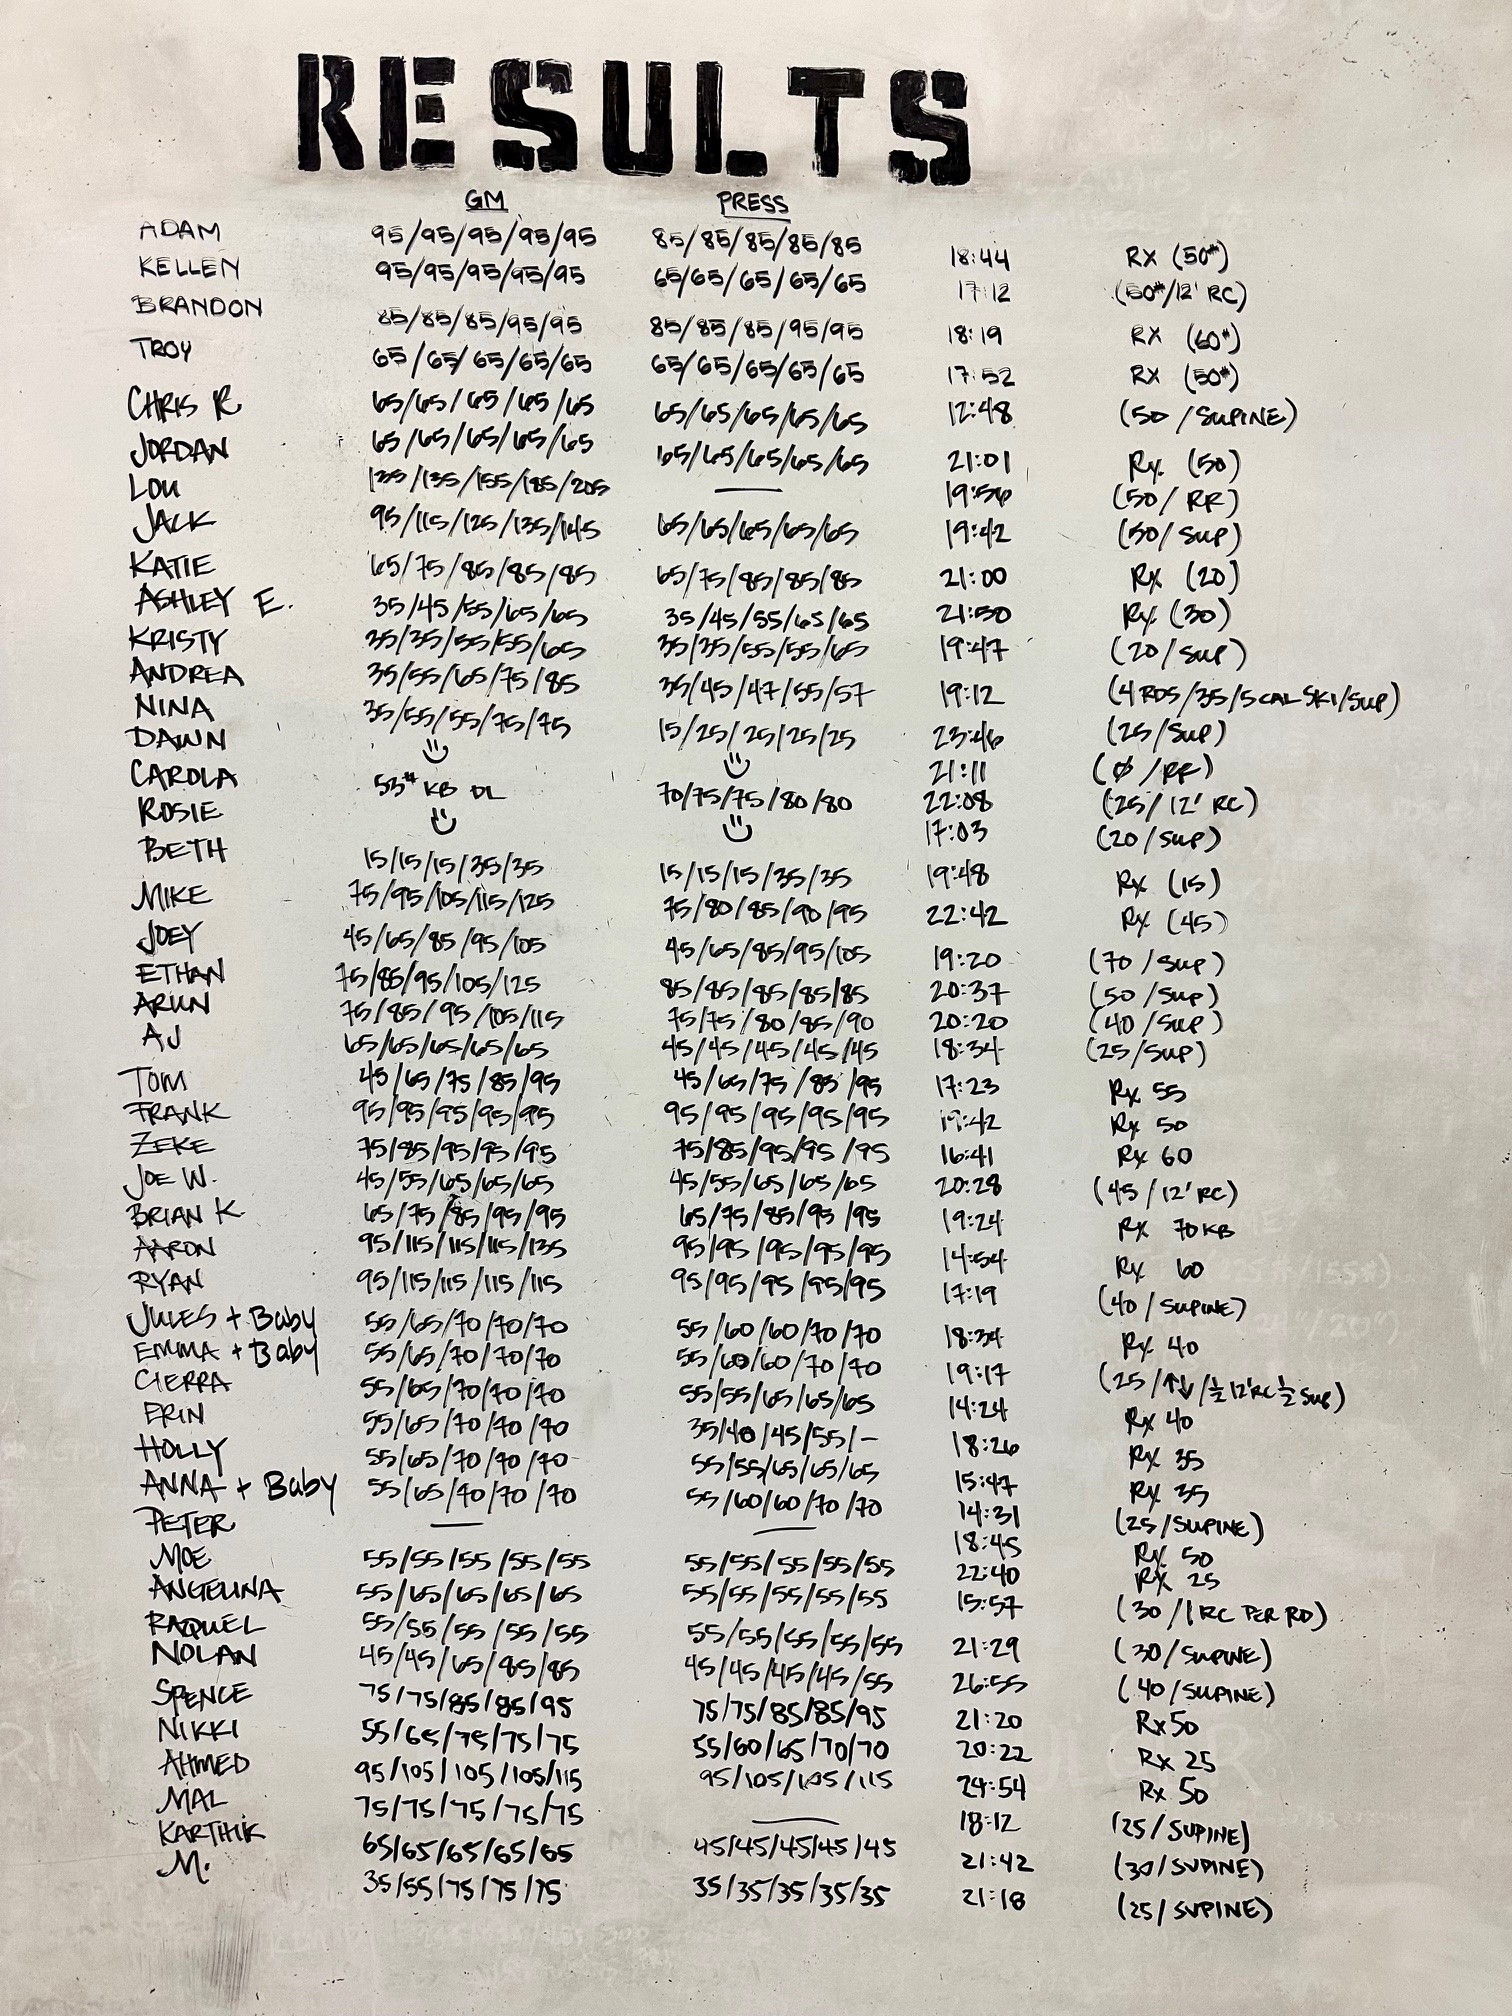 RESULTS
GM PRESS
ADAM 95/95/95/95/95 85/85/85/85/85 18:44 RX (50#)
KELLEN 95/95/95/95/95 65/65/65/65/65 17:12 (50#/12' RC)
BRANDON 85/85/85/95/95 85/85/85/95/95 18:19 RX (60#)
TROY 65/65/65/65/65 65/65/65/65/65 17:52 RX (50#)
CHRIS R 65/65/65/65/65 65/65/65/65/65 12:48 (50/SUPINE)
JORDAN 65/65/65/65/65 65/65/65/65/65 21:01 Rx (50)
LOU 135/135/155/185/205 — 19:56 (50/RR)
JACK 95/115/125/135/145 65/65/65/65/65 19:42 (50/SUP)
KATIE 65/75/85/85/85 65/75/85/85/85 21:00 Rx (20)
ASHLEY E. 35/45/55/65/65 35/45/55/65/65 21:50 Rx (30)
KRISTY 35/35/55/55/65 35/35/55/55/65 19:47 (20/SUP)
ANDREA 35/55/65/75/85 35/45/47/55/57 19:12 (4 RDS/35/5 CAL SKI/SUP)
NINA 35/55/55/75/75 15/25/25/25/25 23:46 (25/SUP)
DAWN 21:11 (Ø/RR)
CAROLA 53# KB DL 70/75/75/80/80 22:08 (25/12' RC)
ROSIE 17:03 (20/SUP)
BETH 15/15/15/35/35 15/15/15/35/35 19:48 Rx (15)
MIKE 75/95/105/115/125 75/80/85/90/95 22:42 Rx (45)
JOEY 45/65/85/95/105 45/65/85/95/105 19:20 (70/SUP)
ETHAN 75/85/95/105/125 85/85/85/85/85 20:37 (50/SUP)
ARUN 75/85/95/105/115 75/75/80/85/90 20:20 (40/SUP)
AJ 65/65/65/65/65 45/45/45/45/45 18:34 (25/SUP)
TOM 45/65/75/85/95 45/65/75/85/95 17:23 Rx 55
FRANK 95/95/95/95/95 95/95/95/95/95 19:42 Rx 50
ZEKE 75/85/95/95/95 75/85/95/95/95 16:41 Rx 60
JOE W. 45/55/65/65/65 45/55/65/65/65 20:28 (45/12' RC)
BRIAN K 65/75/85/95/95 65/75/85/95/95 19:24 Rx 70KB
AARON 95/115/115/115/135 95/95/95/95/95 14:54 Rx 60
RYAN 95/115/115/115/115 95/95/95/95/95 17:19 (40/SUPINE)
JULES + Baby 55/65/70/70/70 55/60/60/70/70 18:34 Rx 40
EMMA + Baby 55/65/70/70/70 55/60/60/70/70 19:17 (25/↑↓/½ 12' RC ½ SUP)
CIERRA 55/65/70/70/70 55/55/65/65/65 14:24 Rx 40
ERIN 55/65/70/70/70 35/40/45/55/- 18:26 Rx 35
HOLLY 55/65/70/70/70 55/55/65/65/65 15:47 Rx 35
ANNA + Baby 55/65/70/70/70 55/60/60/70/70 14:31 (25/SUPINE)
PETER — — 18:45 Rx 50
MOE 55/55/55/55/55 55/55/55/55/55 22:40 Rx 25
ANGELINA 55/65/65/65/65 55/55/55/55/55 15:57 (30/1 RC PER RD)
RAQUEL 55/55/55/55/55 55/55/55/55/55 21:29 (30/SUPINE)
NOLAN 45/45/65/85/85 45/45/45/45/55 26:55 (40/SUPINE)
SPENCE 75/75/85/85/95 75/75/85/85/95 21:20 Rx 50
NIKKI 55/65/75/75/75 55/60/65/70/70 20:22 Rx 25
AHMED 95/105/105/105/115 95/105/105/115 24:54 Rx 50
MAL 75/75/75/75/75 — 18:12 (25/SUPINE)
KARTHIK 65/65/65/65/65 45/45/45/45/45 21:42 (30/SUPINE)
M. 35/55/75/75/75 35/35/35/35/35 21:18 (25/SUPINE)